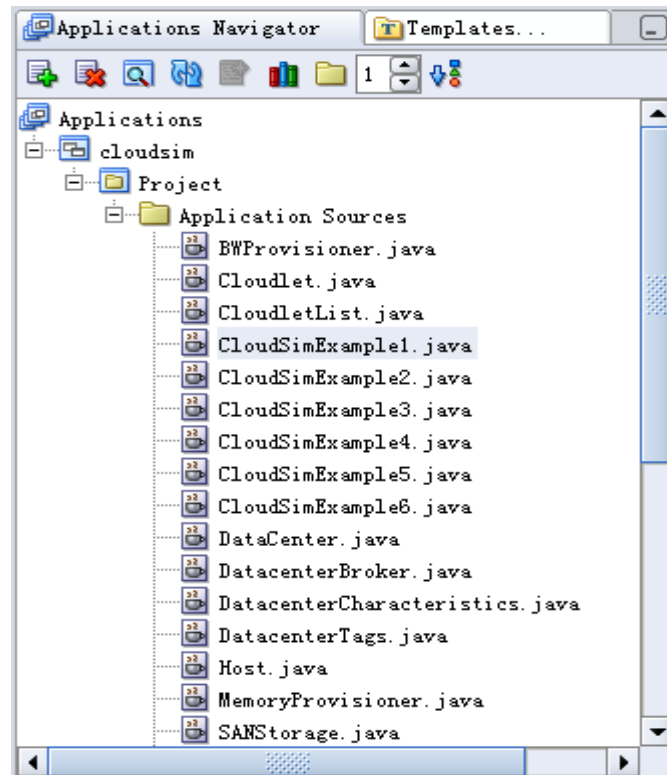 Applications Navigator
Templates...
1
Applications
cloudsim
Project
Application Sources
BWProvisioner.java
Cloudlet.java
CloudletList.java
CloudSimExample1.java
CloudSimExample2.java
CloudSimExample3.java
CloudSimExample4.java
CloudSimExample5.java
CloudSimExample6.java
DataCenter.java
DatacenterBroker.java
DatacenterCharacteristics.java
DatacenterTags.java
Host.java
MemoryProvisioner.java
SANStorage.java